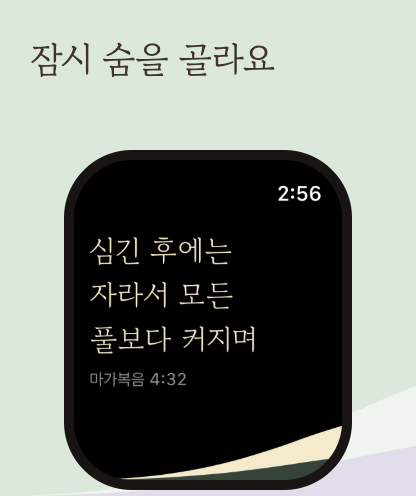 잠시 숨을 골라요
2:56
심긴 후에는
자라서 모든
풀보다 커지며
마가복음 4:32